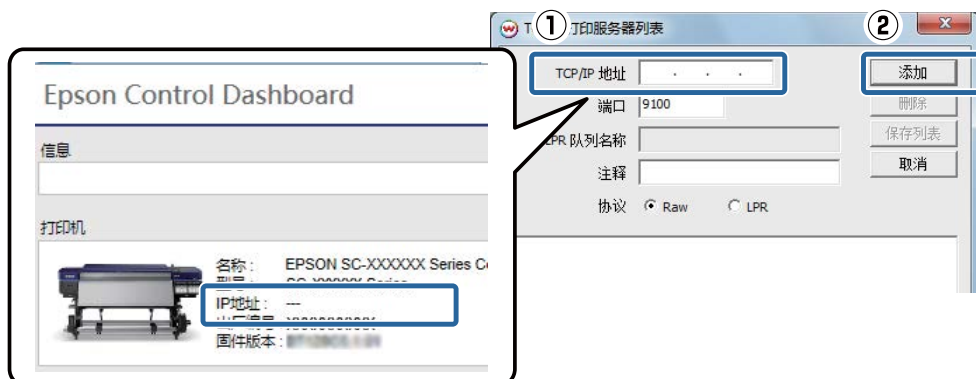 Epson Control Dashboard
信息
打印机
名称： EPSON SC-XXXXXX Series
IP地址： ---
固件版本：
① ②
打印服务器列表
TCP/IP 地址 . . .
添加
端口 9100
删除
LPR 队列名称
保存列表
注释
取消
协议 Raw LPR